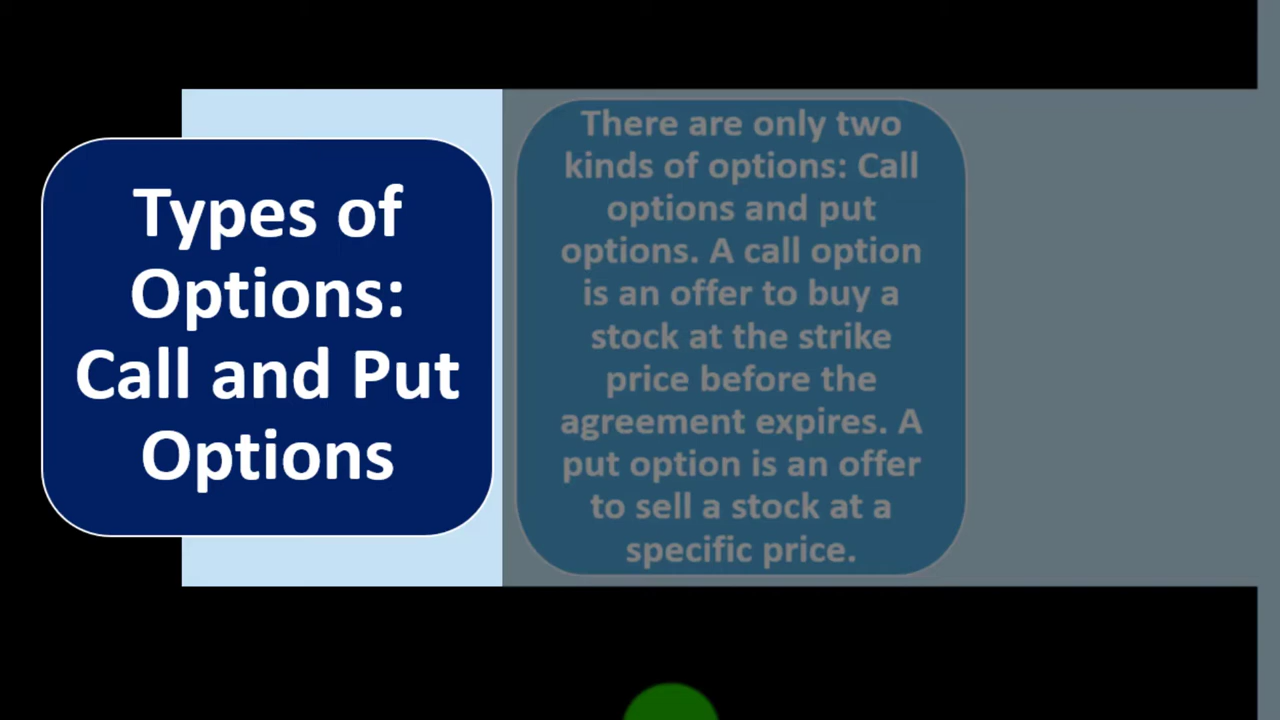 Types of
Options:
Call and Put
Options
There are only two
kinds of options: Call
options and put
options. A call option
is an offer to buy a
stock at the strike
price before the
agreement expires. A
put option is an offer
to sell a stock at a
specific price.